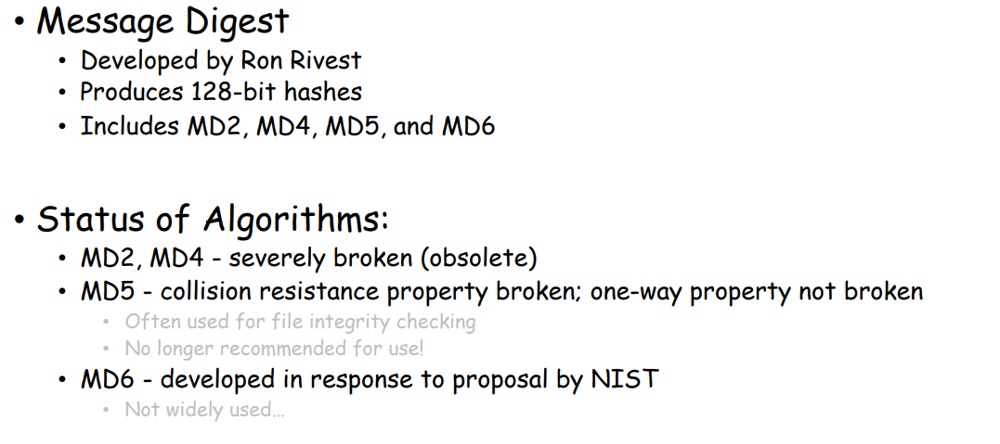 • Message Digest
• Developed by Ron Rivest
• Produces 128-bit hashes
• Includes MD2, MD4, MD5, and MD6
• Status of Algorithms:
• MD2, MD4 - severely broken (obsolete)
• MD5 - collision resistance property broken; one-way property not broken
• Often used for file integrity checking
• No longer recommended for use!
• MD6 - developed in response to proposal by NIST
• Not widely used…